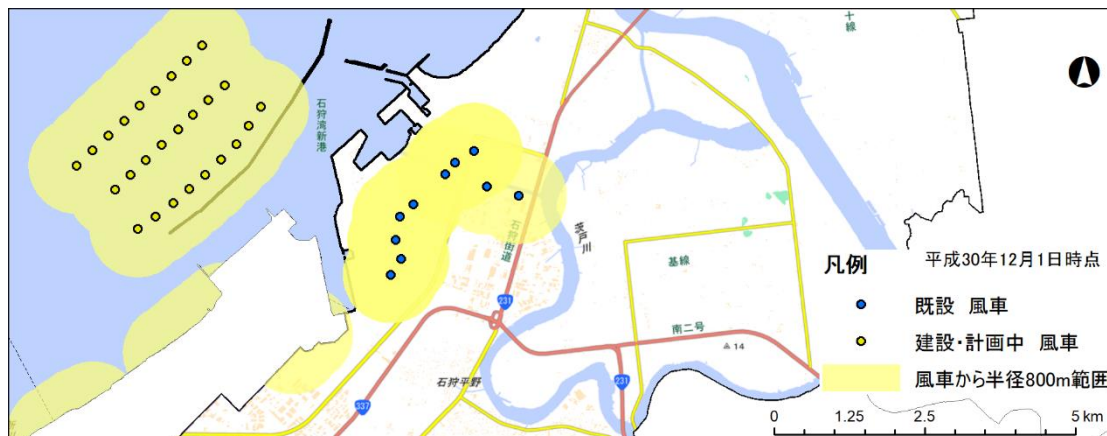 十線
石狩湾新港
石狩街道
茨戸川
基線
231
南二号
14
石狩平野
231
337
凡例
平成30年12月1日時点
既設 風車
建設・計画中 風車
風車から半径800m範囲
0 1.25 2.5 5 km